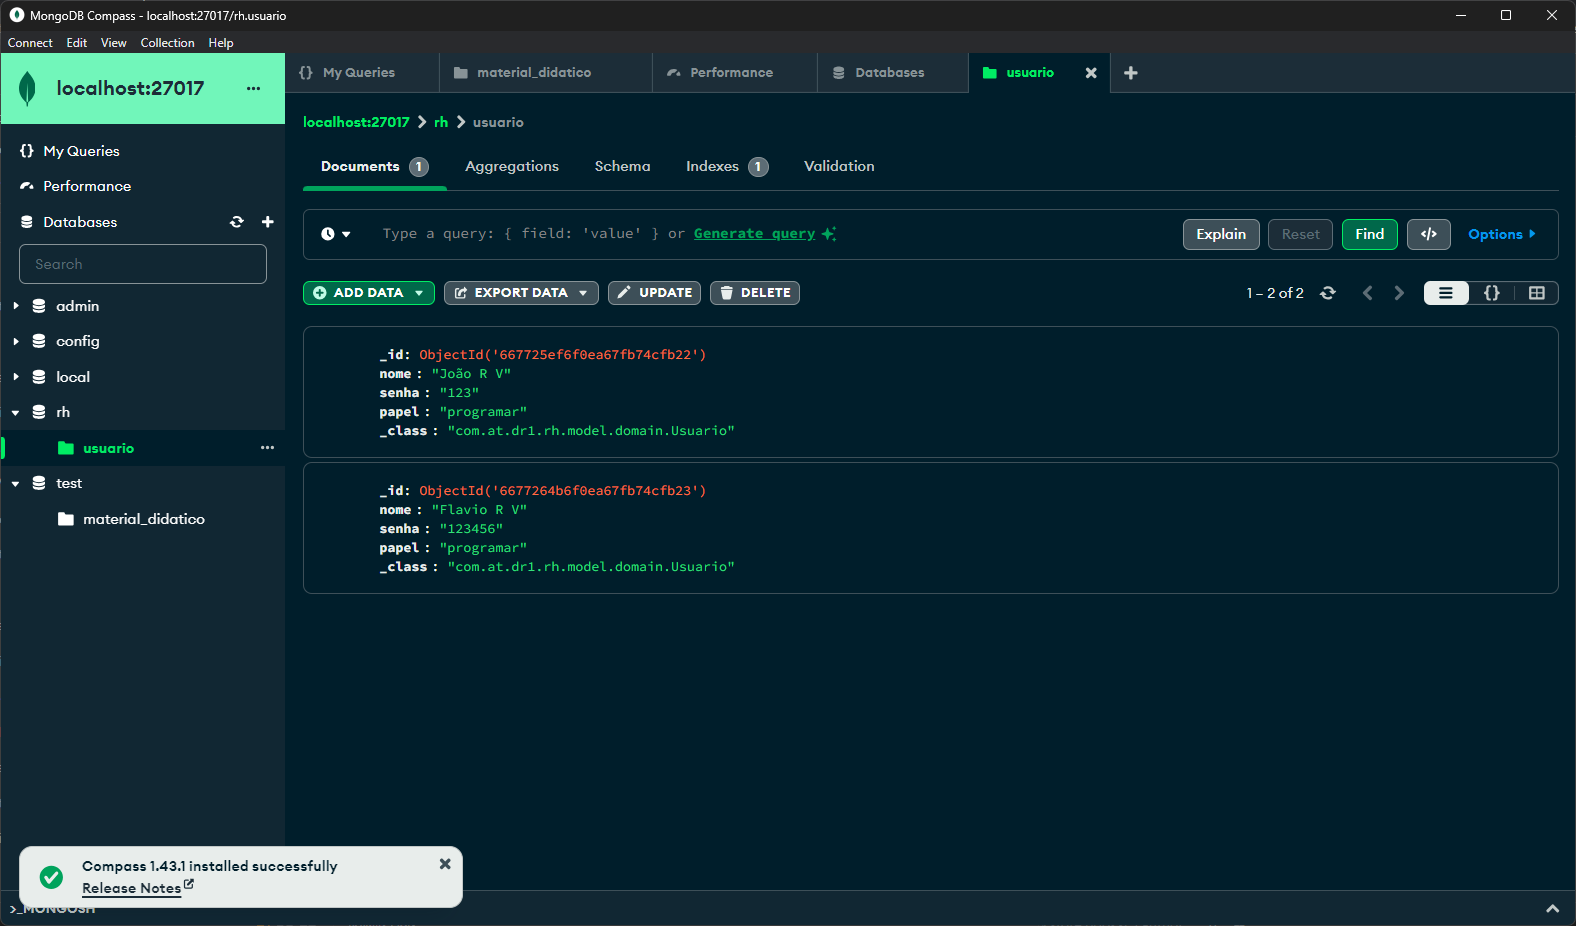 MongoDB Compass - localhost:27017/rh.usuario
Connect Edit View Collection Help
localhost:27017 ···
{} My Queries
Performance
Databases
Search
admin
config
local
rh
usuario ···
test
material_didatico
{} My Queries material_didatico Performance Databases usuario
localhost:27017 > rh > usuario
Documents 1 Aggregations Schema Indexes 1 Validation
Type a query: { field: 'value' } or Generate query
Explain Reset Find </> Options
ADD DATA EXPORT DATA UPDATE DELETE
1 – 2 of 2 {}
_id: ObjectId('667725ef6f0ea67fb74cfb22')
nome : "João R V"
senha : "123"
papel : "programar"
_class : "com.at.dr1.rh.model.domain.Usuario"
_id: ObjectId('6677264b6f0ea67fb74cfb23')
nome : "Flavio R V"
senha : "123456"
papel : "programar"
_class : "com.at.dr1.rh.model.domain.Usuario"
Compass 1.43.1 installed successfully
Release Notes
>_MONGOSH